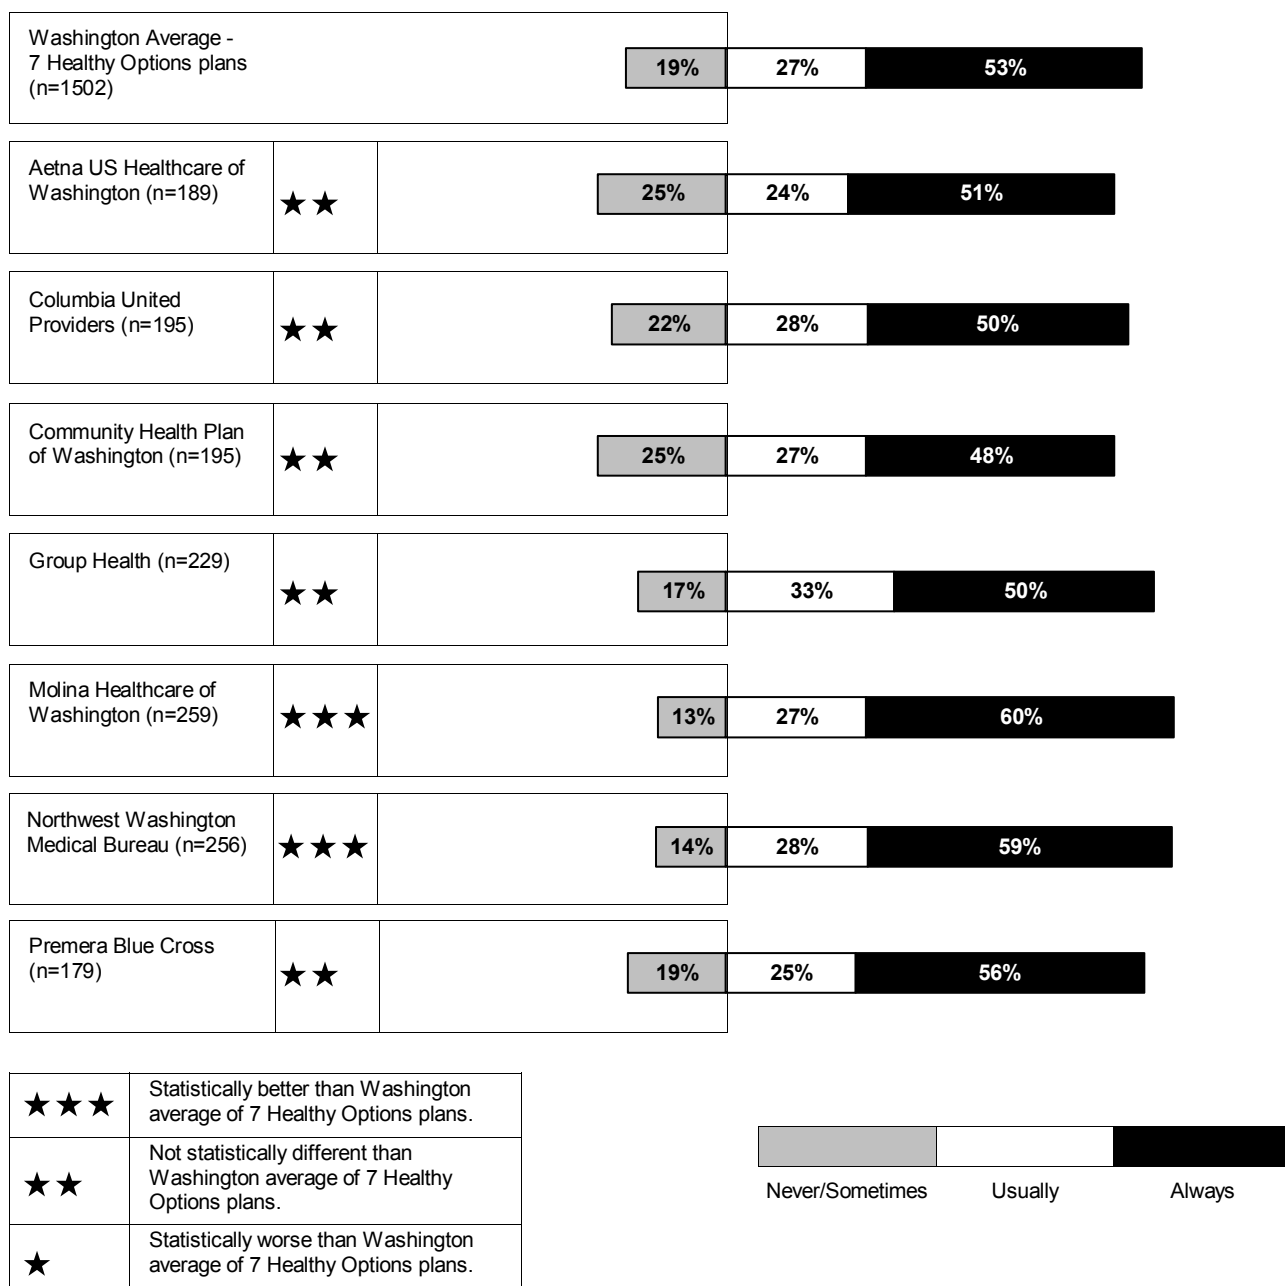 Washington Average -
7 Healthy Options plans
(n=1502)
19% 27% 53%
Aetna US Healthcare of
Washington (n=189)
★★
25% 24% 51%
Columbia United
Providers (n=195)
★★
22% 28% 50%
Community Health Plan
of Washington (n=195)
★★
25% 27% 48%
Group Health (n=229)
★★
17% 33% 50%
Molina Healthcare of
Washington (n=259)
★★★
13% 27% 60%
Northwest Washington
Medical Bureau (n=256)
★★★
14% 28% 59%
Premera Blue Cross
(n=179)
★★
19% 25% 56%
★★★
Statistically better than Washington
average of 7 Healthy Options plans.
★★
Not statistically different than
Washington average of 7 Healthy
Options plans.
★
Statistically worse than Washington
average of 7 Healthy Options plans.
Never/Sometimes Usually Always